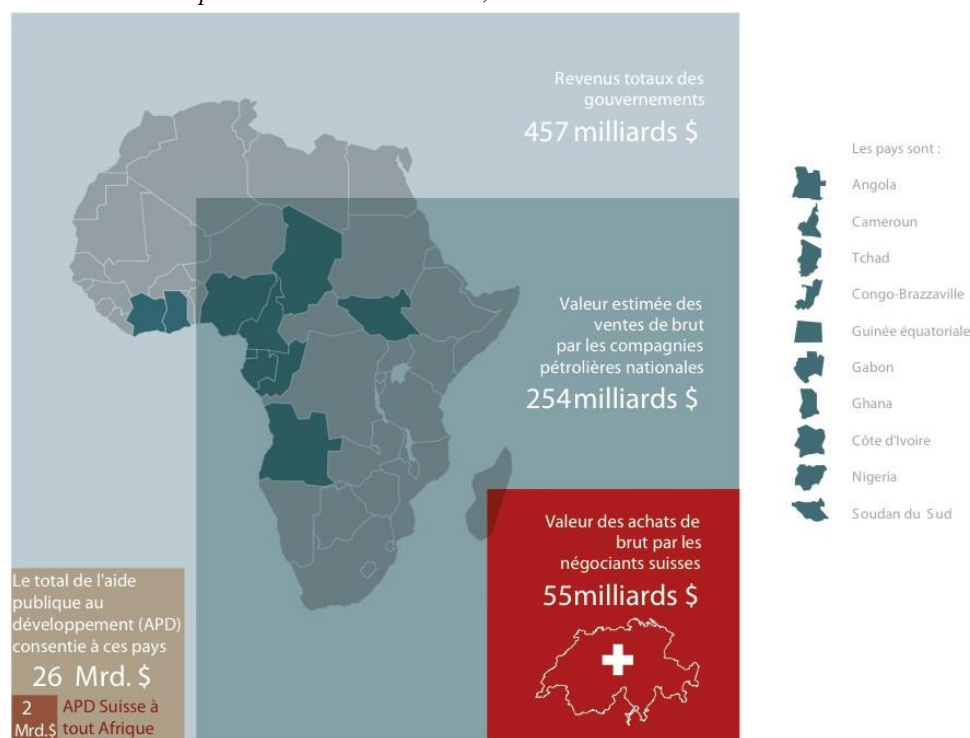 Revenus totaux des
gouvernements
457 milliards $
Valeur estimée des
ventes de brut
par les compagnies
pétrolières nationales
254milliards $
Valeur des achats de
brut par les
négociants suisses
55milliards $
Le total de l'aide
publique au
développement (APD)
consentie à ces pays
26 Mrd. $
2
Mrd.$
APD Suisse à
tout Afrique
Les pays sont :
Angola
Cameroun
Tchad
Congo-Brazzaville
Guinée équatoriale
Gabon
Ghana
Côte d'Ivoire
Nigeria
Soudan du Sud